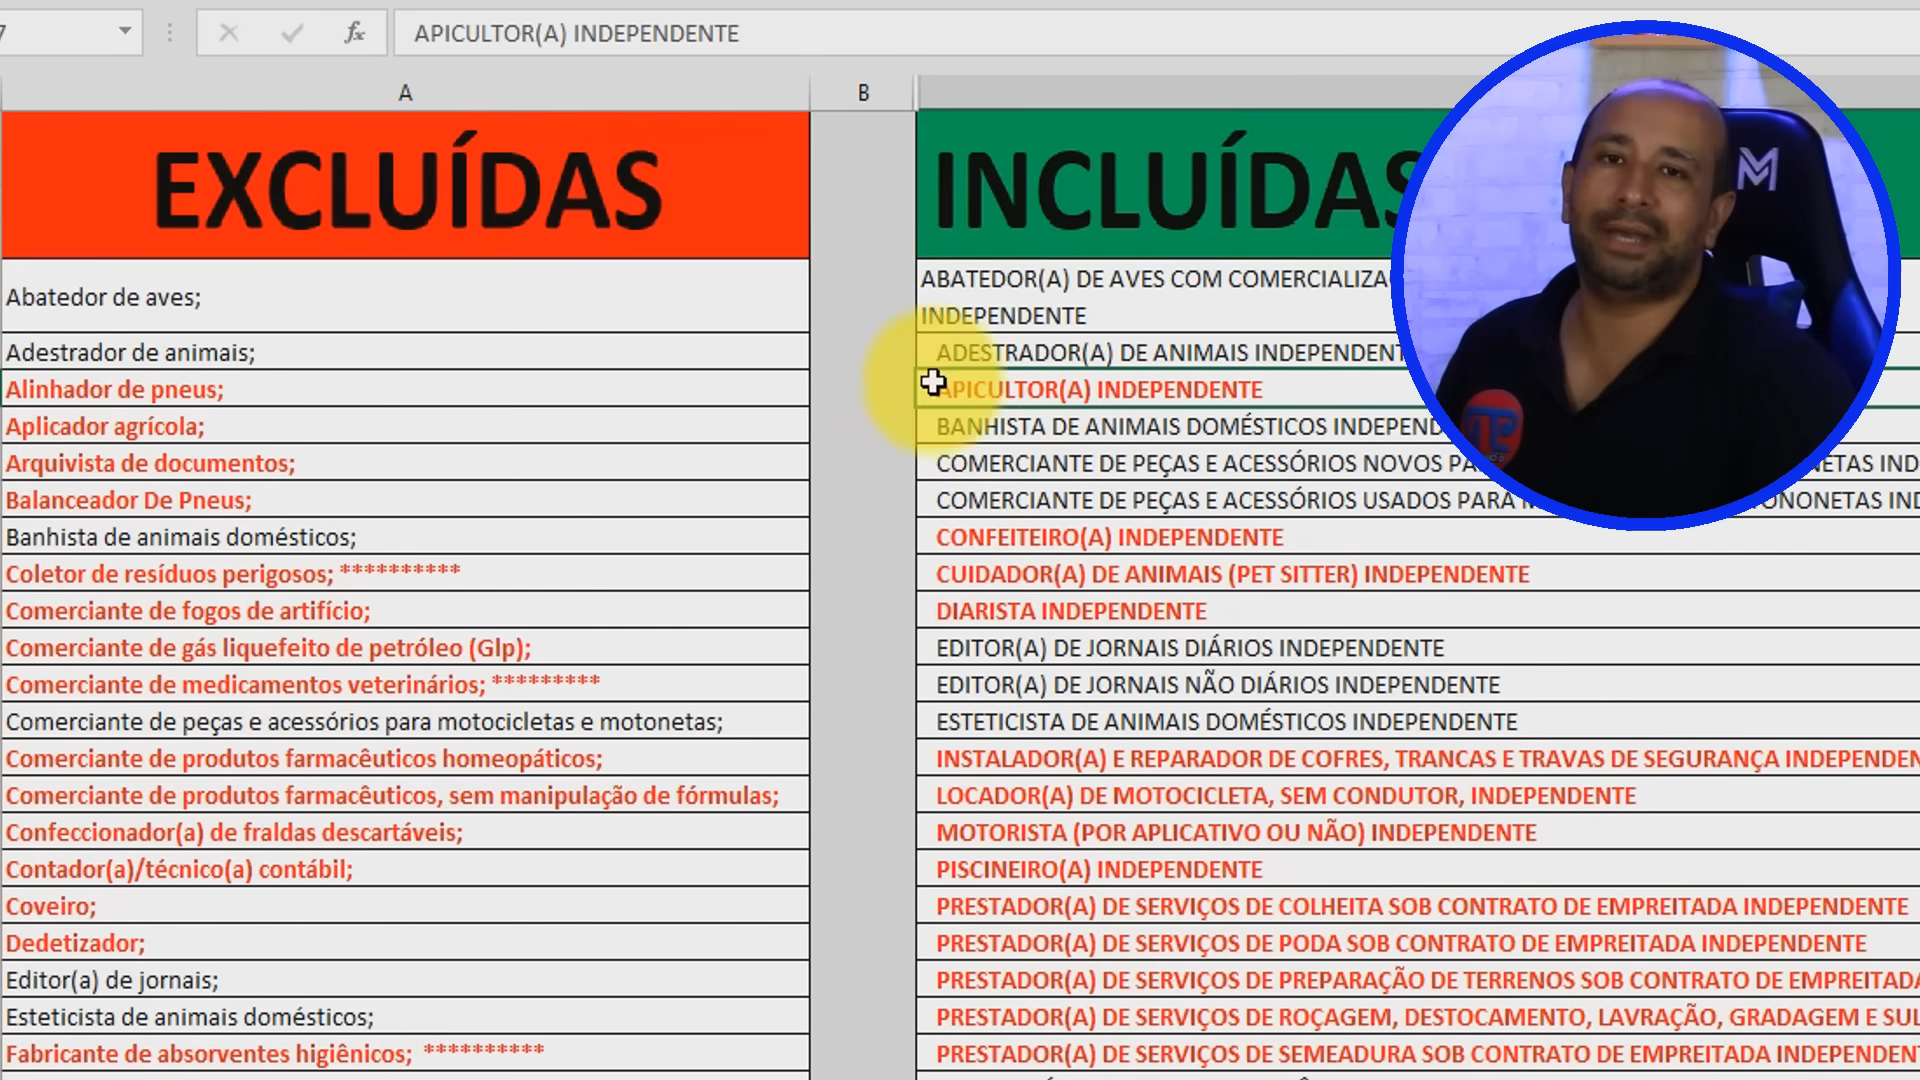 7
fx
APICULTOR(A) INDEPENDENTE
A
B
EXCLUÍDAS
INCLUÍDAS
Abatedor de aves;
ABATEDOR(A) DE AVES COM
INDEPENDENTE
Adestrador de animais;
ADESTRADOR(A) DE ANIMAIS
Alinhador de pneus;
APICULTOR(A) INDEPENDENTE
Aplicador agrícola;
BANHISTA DE ANIMAIS DOMÉSTICOS
Arquivista de documentos;
COMERCIANTE DE PEÇAS E ACESSÓRIOS NOVOS
Balanceador De Pneus;
COMERCIANTE DE PEÇAS E ACESSÓRIOS USADOS PARA
Banhista de animais domésticos;
CONFEITEIRO(A) INDEPENDENTE
Coletor de resíduos perigosos; **********
CUIDADOR(A) DE ANIMAIS (PET SITTER) INDEPENDENTE
Comerciante de fogos de artifício;
DIARISTA INDEPENDENTE
Comerciante de gás liquefeito de petróleo (Glp);
EDITOR(A) DE JORNAIS DIÁRIOS INDEPENDENTE
Comerciante de medicamentos veterinários; *********
EDITOR(A) DE JORNAIS NÃO DIÁRIOS INDEPENDENTE
Comerciante de peças e acessórios para motocicletas e motonetas;
ESTETICISTA DE ANIMAIS DOMÉSTICOS INDEPENDENTE
Comerciante de produtos farmacêuticos homeopáticos;
INSTALADOR(A) E REPARADOR DE COFRES, TRANCAS E TRAVAS DE SEGURANÇA
Comerciante de produtos farmacêuticos, sem manipulação de fórmulas;
LOCADOR(A) DE MOTOCICLETA, SEM CONDUTOR, INDEPENDENTE
Confeccionador(a) de fraldas descartáveis;
MOTORISTA (POR APLICATIVO OU NÃO) INDEPENDENTE
Contador(a)/técnico(a) contábil;
PISCINEIRO(A) INDEPENDENTE
Coveiro;
PRESTADOR(A) DE SERVIÇOS DE COLHEITA SOB CONTRATO DE EMPREITADA INDEPENDENTE
Dedetizador;
PRESTADOR(A) DE SERVIÇOS DE PODA SOB CONTRATO DE EMPREITADA INDEPENDENTE
Editor(a) de jornais;
PRESTADOR(A) DE SERVIÇOS DE PREPARAÇÃO DE TERRENOS SOB CONTRATO DE EMPREITADA
Esteticista de animais domésticos;
PRESTADOR(A) DE SERVIÇOS DE ROÇAGEM, DESTOCAMENTO, LAVRAÇÃO, GRADAGEM E
Fabricante de absorventes higiênicos; **********
PRESTADOR(A) DE SERVIÇOS DE SEMEADURA SOB CONTRATO DE EMPREITADA